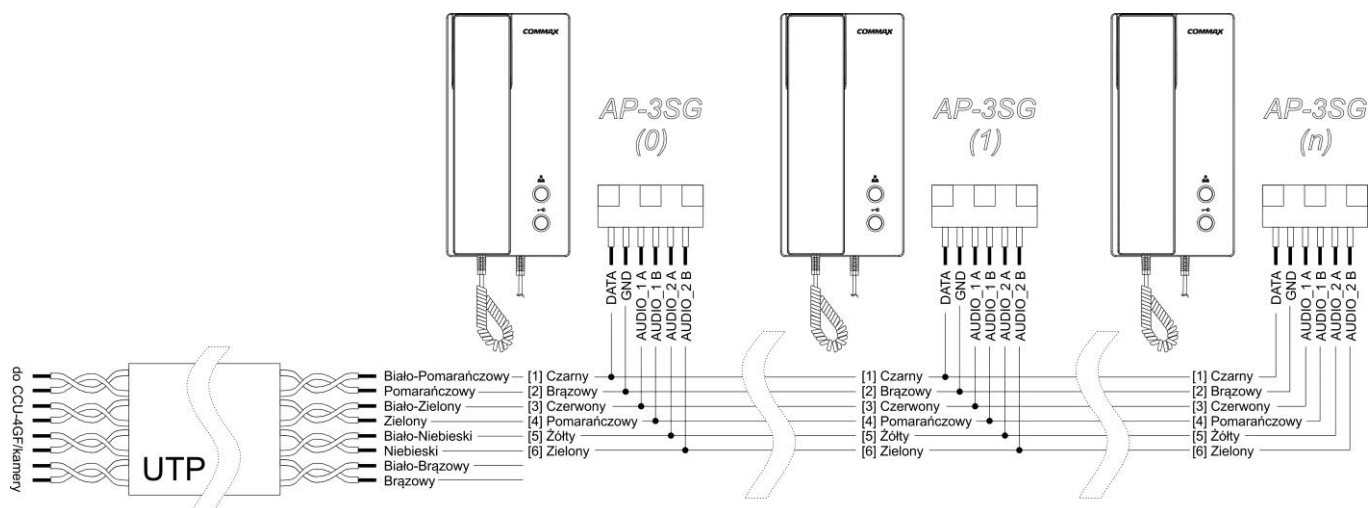 COMMAX
AP-3SG
(0)
DATA
GND
AUDIO_1 A
AUDIO_1 B
AUDIO_2 A
AUDIO_2 B
COMMAX
AP-3SG
(1)
DATA
GND
AUDIO_1 A
AUDIO_1 B
AUDIO_2 A
AUDIO_2 B
COMMAX
AP-3SG
(n)
DATA
GND
AUDIO_1 A
AUDIO_1 B
AUDIO_2 A
AUDIO_2 B
do CCU-4GF/kamery
UTP
Biało-Pomarańczowy
Pomarańczowy
Biało-Zielony
Zielony
Biało-Niebieski
Niebieski
Biało-Brązowy
Brązowy
[1] Czarny
[2] Brązowy
[3] Czerwony
[4] Pomarańczowy
[5] Żółty
[6] Zielony
[1] Czarny
[2] Brązowy
[3] Czerwony
[4] Pomarańczowy
[5] Żółty
[6] Zielony
[1] Czarny
[2] Brązowy
[3] Czerwony
[4] Pomarańczowy
[5] Żółty
[6] Zielony